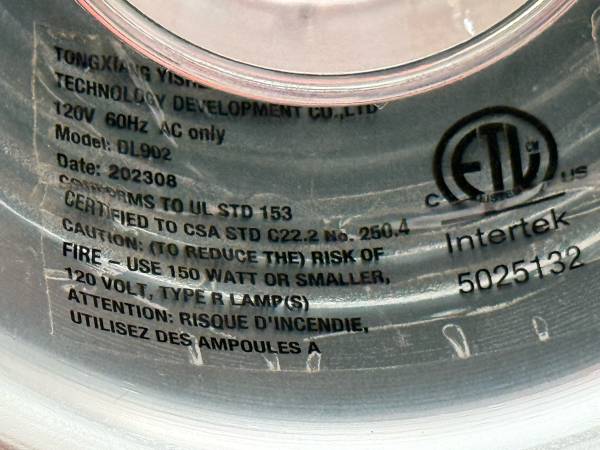 TONGXIANG
TECHNOLOGY DEVELOPMENT CO.,LTD
120V 60Hz AC only
Model: DL902
Date: 202308
CONFORMS TO UL STD 153
CERTIFIED TO CSA STD C22.2 No. 250.4
CAUTION: (TO REDUCE THE) RISK OF
FIRE – USE 150 WATT OR SMALLER,
120 VOLT, TYPE R LAMP(S)
ATTENTION: RISQUE D'INCENDIE,
UTILISEZ DES AMPOULES A
ETL CM
C US
LISTED
Intertek
5025132